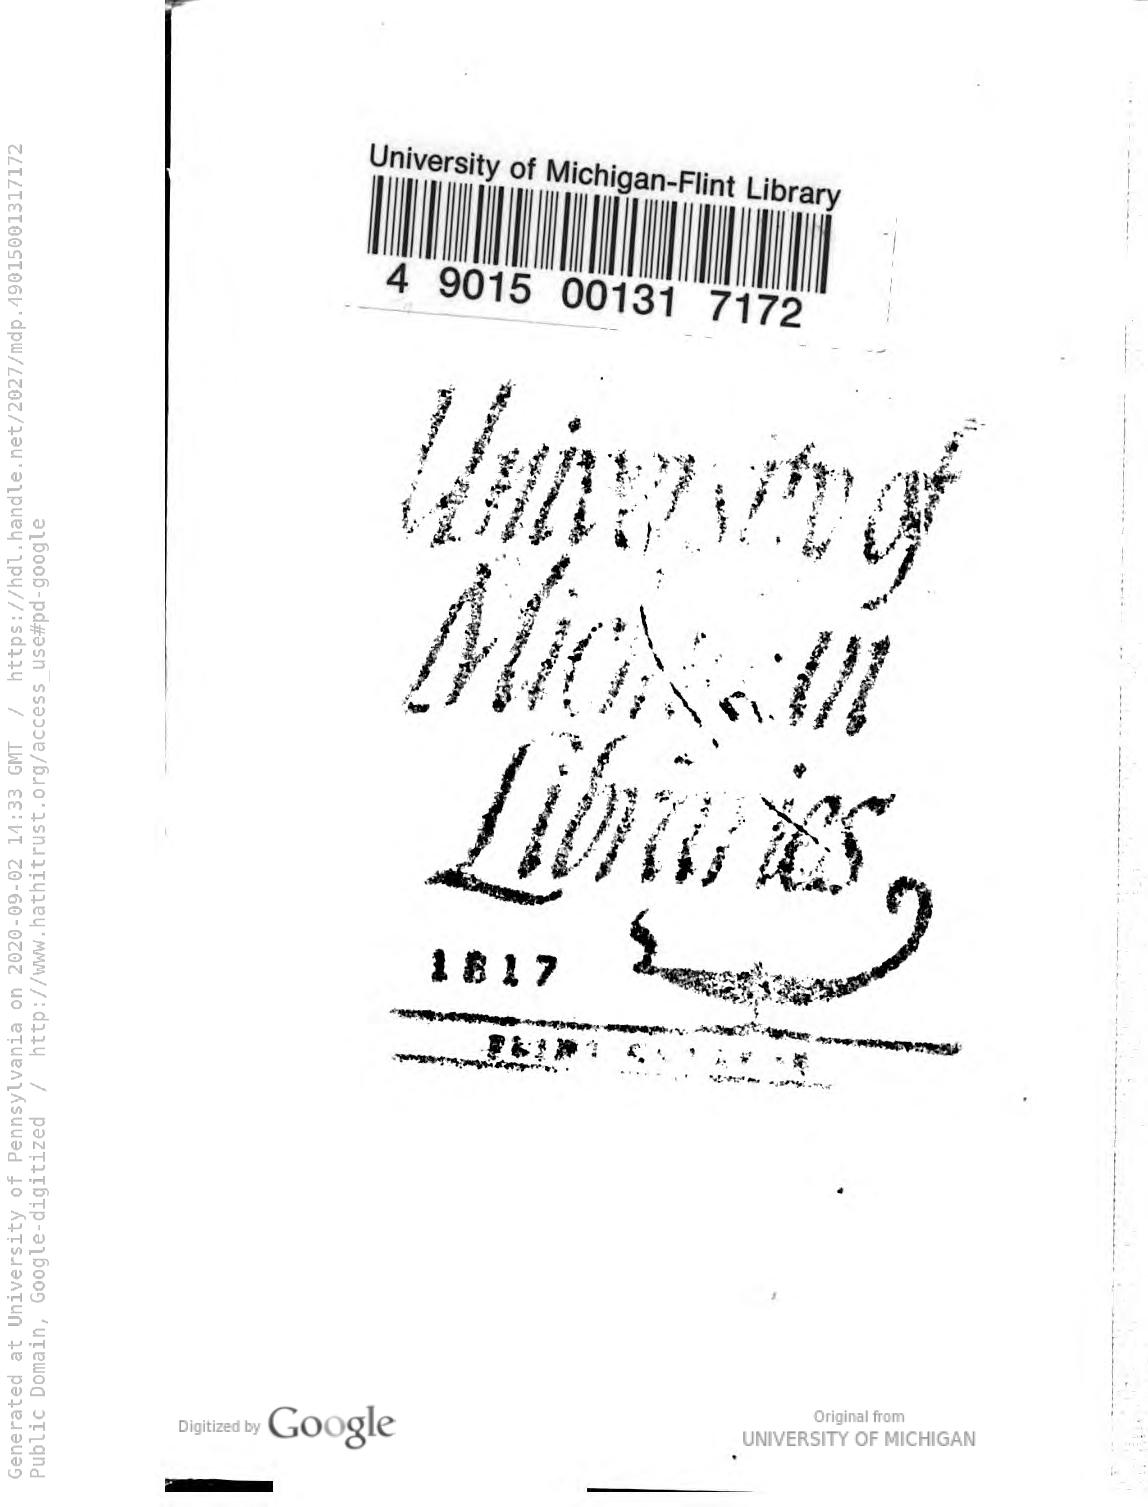 University of Michigan-Flint Library
4 9015 00131 7172
University of
Michigan
Libraries
1817
Generated at University of Pennsylvania on 2020-09-02 14:33 GMT / https://hdl.handle.net/2027/mdp.49015001317172
Public Domain, Google-digitized / http://www.hathitrust.org/access_use#pd-google
Digitized by Google
Original from
UNIVERSITY OF MICHIGAN